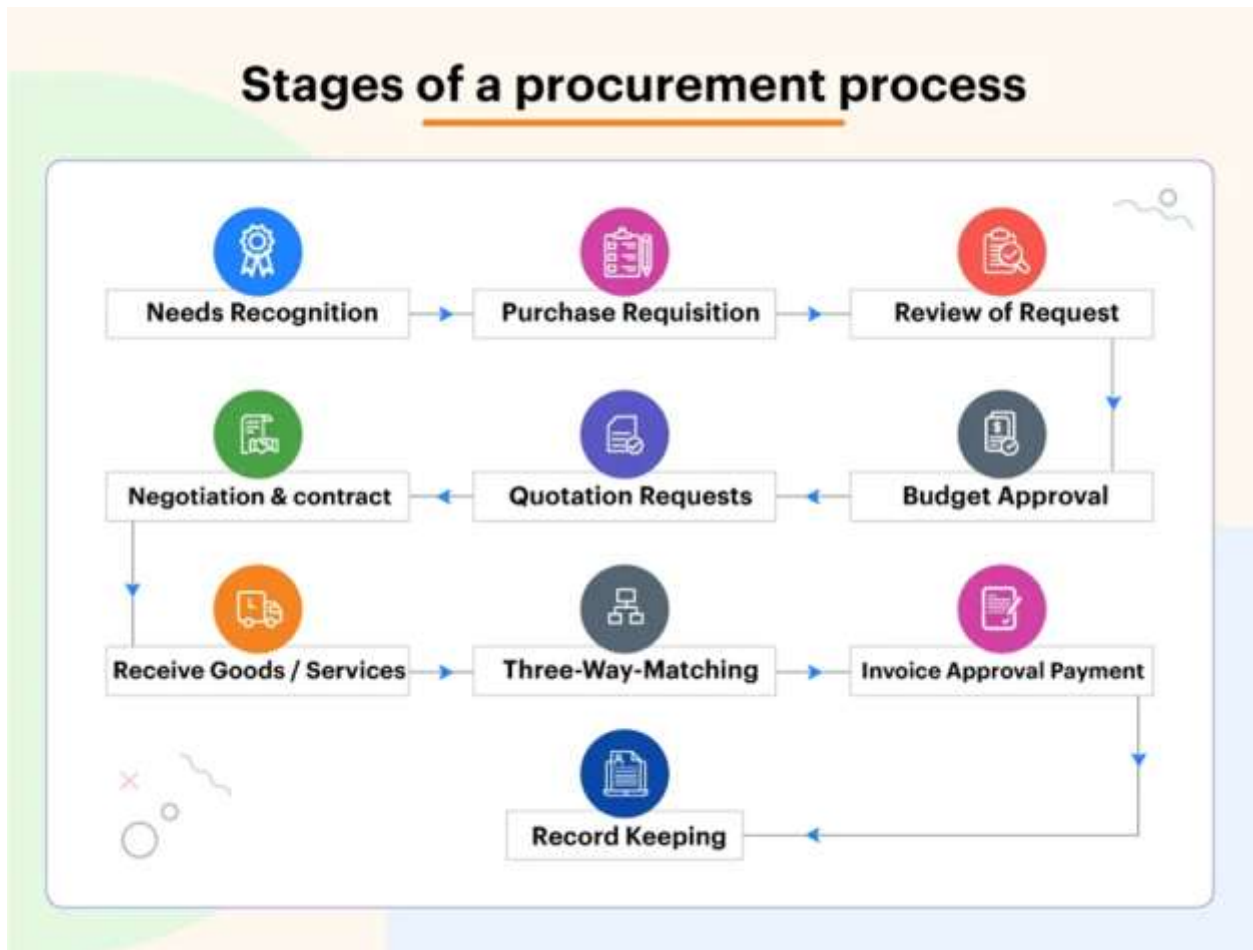 Stages of a procurement process
Needs Recognition
Purchase Requisition
Review of Request
Budget Approval
Quotation Requests
Negotiation & contract
Receive Goods / Services
Three-Way-Matching
Invoice Approval Payment
Record Keeping